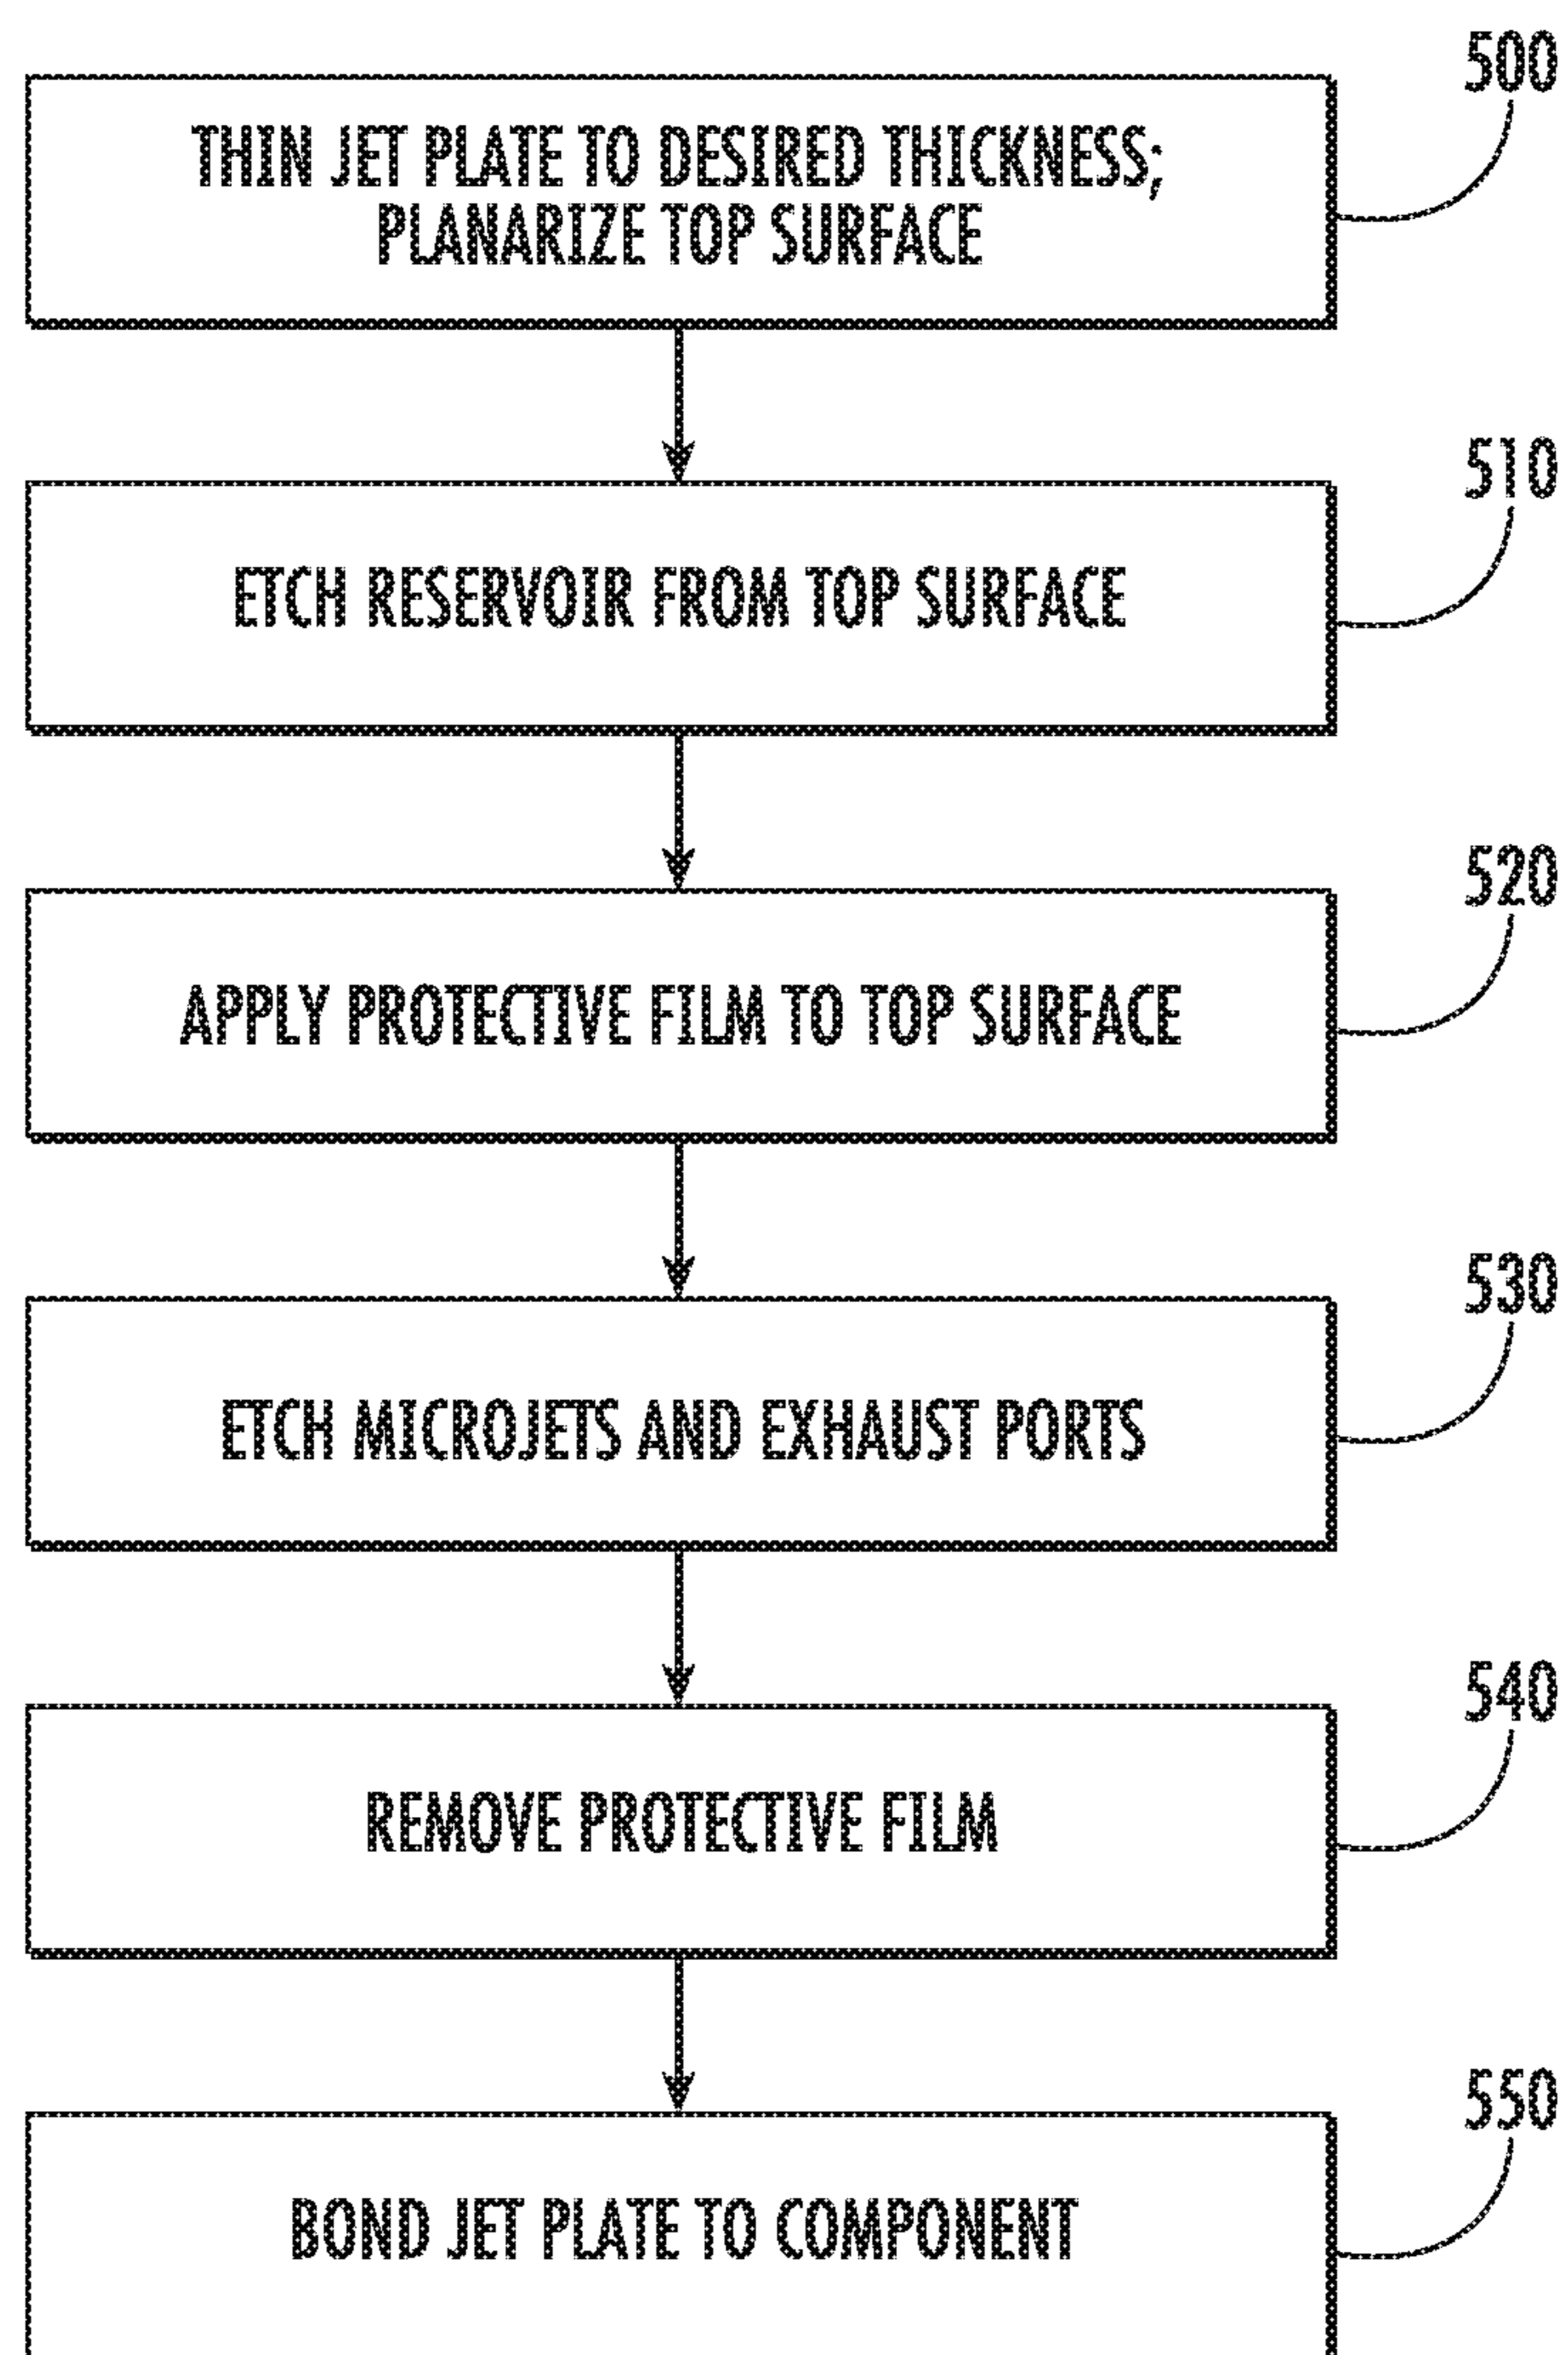 500
THIN JET PLATE TO DESIRED THICKNESS;
PLANARIZE TOP SURFACE
510
ETCH RESERVOIR FROM TOP SURFACE
520
APPLY PROTECTIVE FILM TO TOP SURFACE
530
ETCH MICROJETS AND EXHAUST PORTS
540
REMOVE PROTECTIVE FILM
550
BOND JET PLATE TO COMPONENT